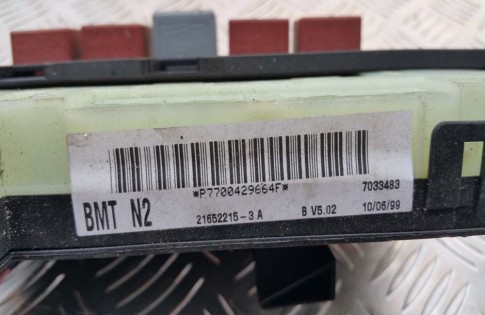 *P7700429664F*
7033483
BMT N2
21652215-3 A
B V5.02
10/06/99